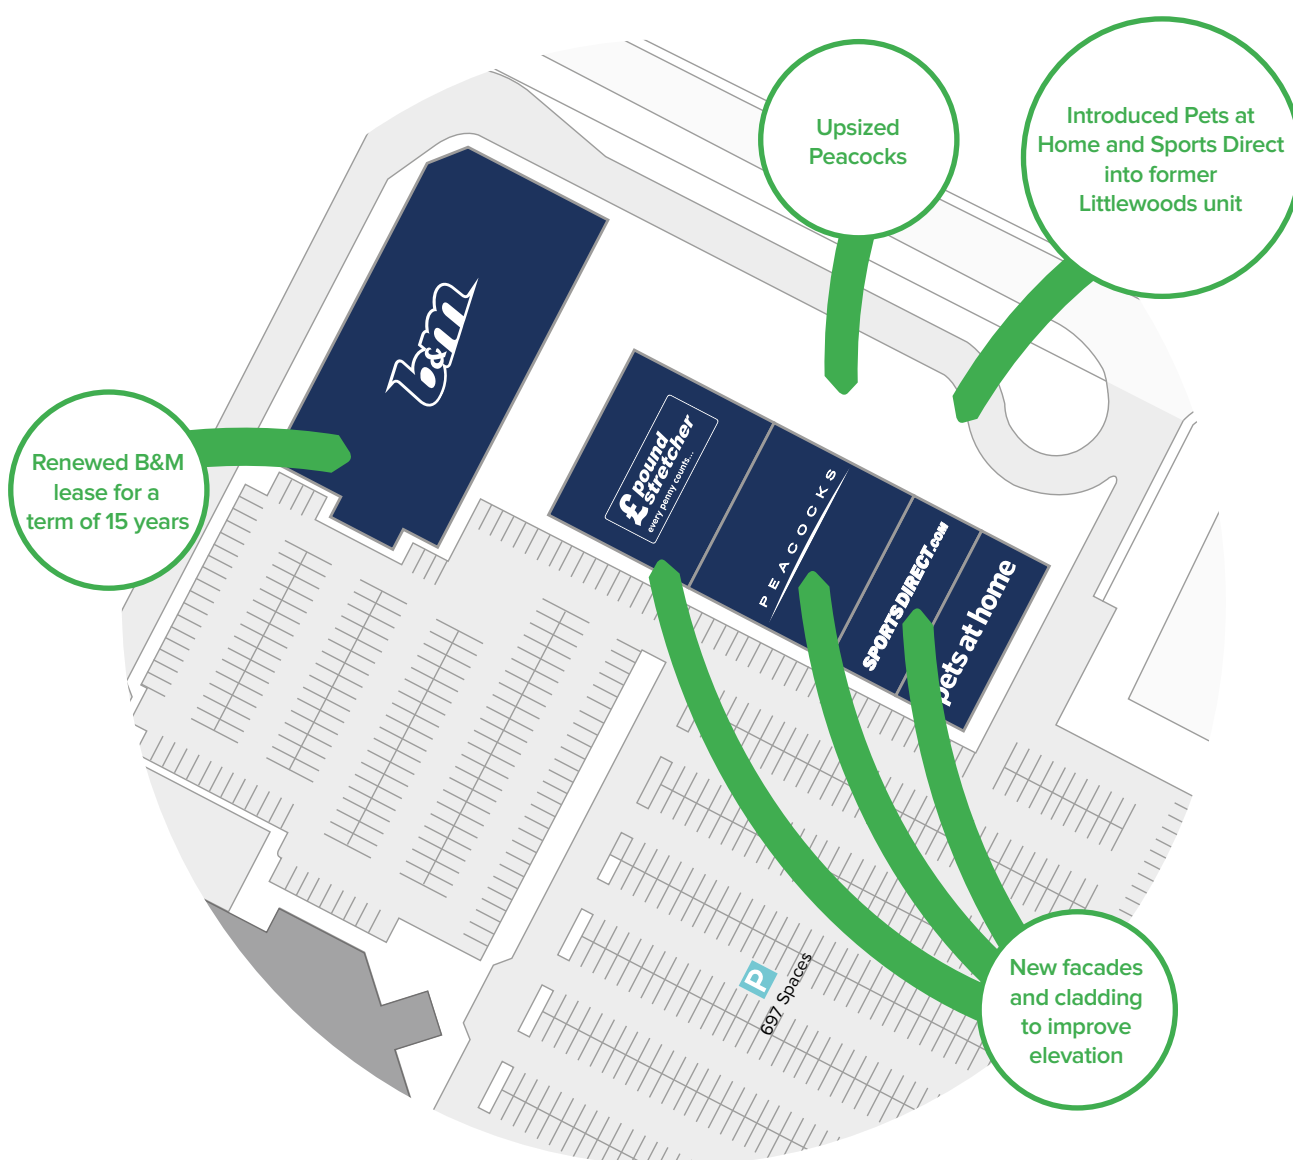 Upsized
Peacocks
Introduced Pets at
Home and Sports Direct
into former
Littlewoods unit
b&m
Renewed B&M
lease for a
term of 15 years
£ pound
stretcher
every penny counts...
PEACOCKS
SPORTSDIRECT.COM
pets at home
P
697 Spaces
New facades
and cladding
to improve
elevation